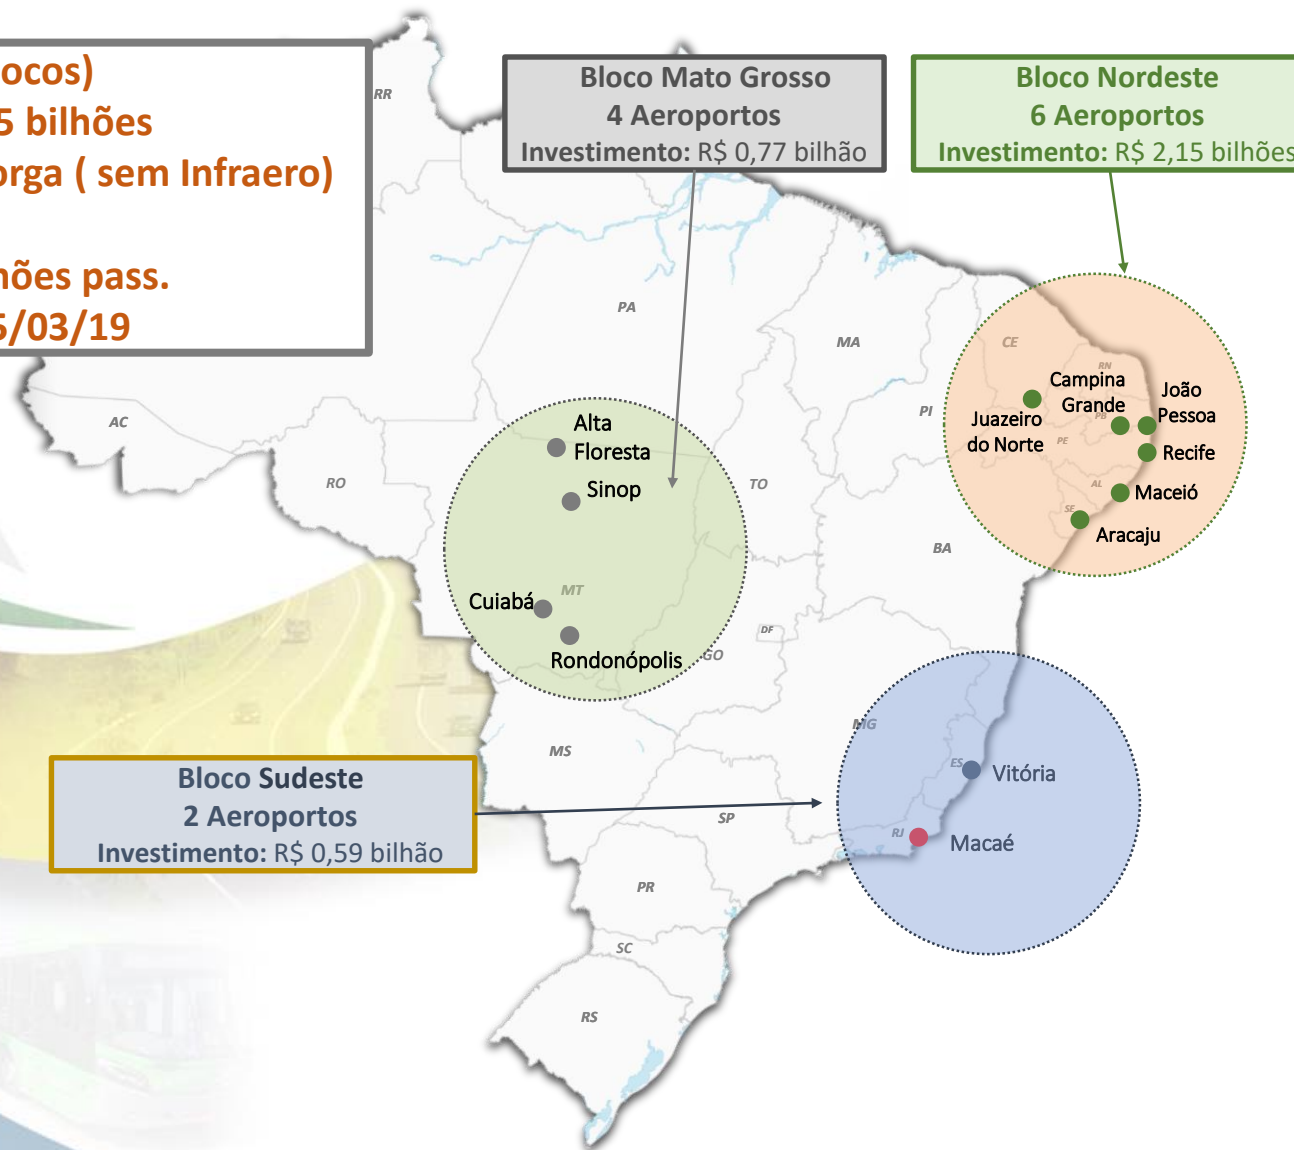 ocos)
5 bilhões
orga ( sem Infraero)
hões pass.
5/03/19
Bloco Mato Grosso
4 Aeroportos
Investimento: R$ 0,77 bilhão
Bloco Nordeste
6 Aeroportos
Investimento: R$ 2,15 bilhões
RR
PA
MA
CE
RN
PI
PB
PE
AL
SE
AC
RO
TO
BA
MT
DF
GO
MG
ES
MS
SP
RJ
PR
SC
RS
Campina
Grande
João
Pessoa
Juazeiro
do Norte
Recife
Maceió
Aracaju
Alta
Floresta
Sinop
Cuiabá
Rondonópolis
Bloco Sudeste
2 Aeroportos
Investimento: R$ 0,59 bilhão
Vitória
Macaé